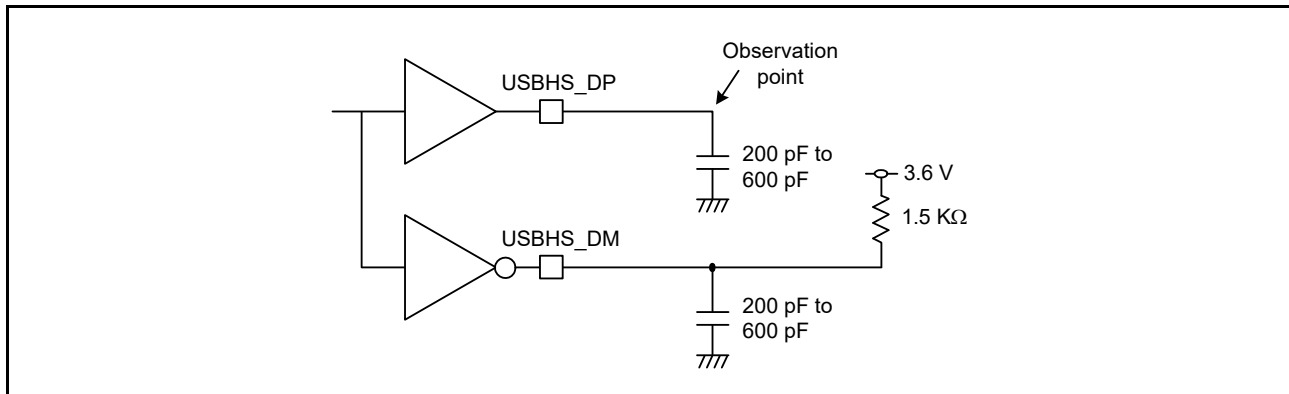 Observation
point
USBHS_DP
200 pF to
600 pF
3.6 V
1.5 KΩ
USBHS_DM
200 pF to
600 pF